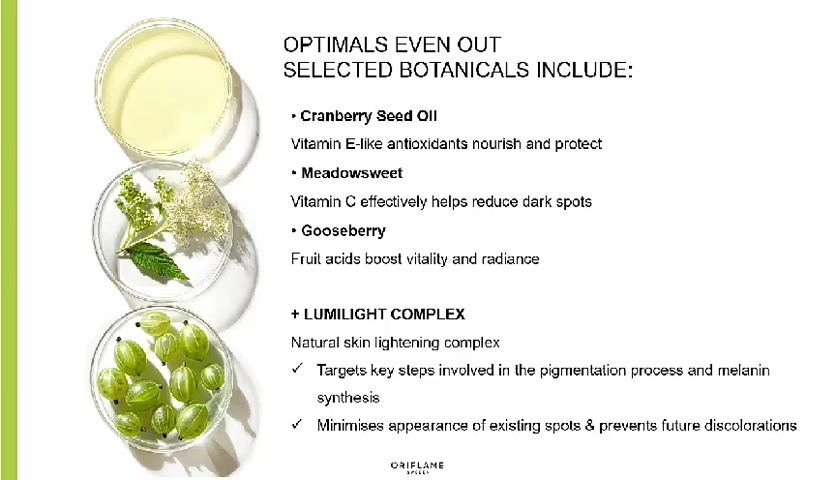 OPTIMALS EVEN OUT
SELECTED BOTANICALS INCLUDE:
• Cranberry Seed Oil
Vitamin E-like antioxidants nourish and protect
• Meadowsweet
Vitamin C effectively helps reduce dark spots
• Gooseberry
Fruit acids boost vitality and radiance
+ LUMILIGHT COMPLEX
Natural skin lightening complex
✓ Targets key steps involved in the pigmentation process and melanin
synthesis
✓ Minimises appearance of existing spots & prevents future discolorations
ORIFLAME
SWEDEN